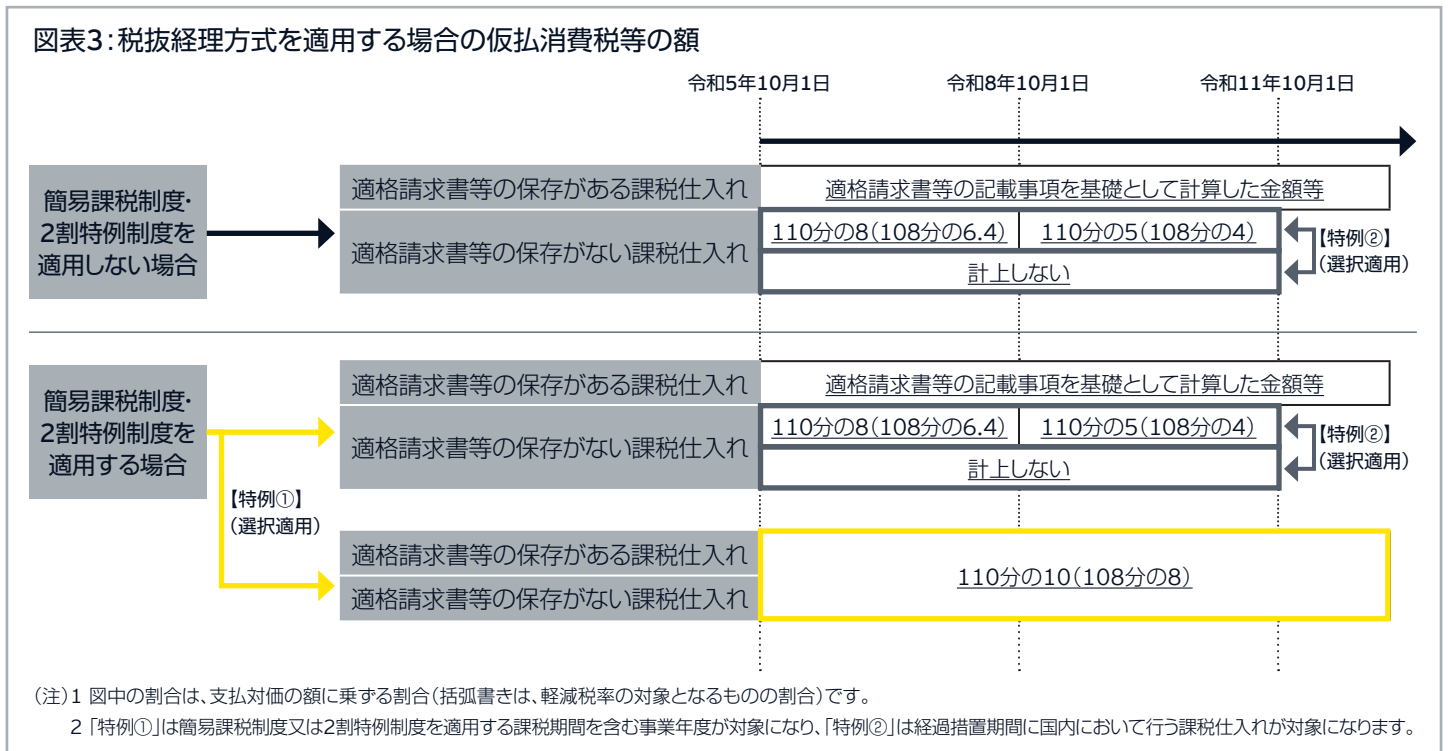 図表3：税抜経理方式を適用する場合の仮払消費税等の額
令和5年10月1日
令和8年10月1日
令和11年10月1日
簡易課税制度・
2割特例制度を
適用しない場合
適格請求書等の保存がある課税仕入れ
適格請求書等の記載事項を基礎として計算した金額等
適格請求書等の保存がない課税仕入れ
110分の8（108分の6.4）
110分の5（108分の4）
計上しない
【特例②】
（選択適用）
簡易課税制度・
2割特例制度を
適用する場合
適格請求書等の保存がある課税仕入れ
適格請求書等の記載事項を基礎として計算した金額等
適格請求書等の保存がない課税仕入れ
110分の8（108分の6.4）
110分の5（108分の4）
計上しない
【特例②】
（選択適用）
【特例①】
（選択適用）
適格請求書等の保存がある課税仕入れ
適格請求書等の保存がない課税仕入れ
110分の10（108分の8）
（注）1 図中の割合は、支払対価の額に乗ずる割合（括弧書きは、軽減税率の対象となるものの割合）です。
2 「特例①」は簡易課税制度又は2割特例制度を適用する課税期間を含む事業年度が対象になり、「特例②」は経過措置期間に国内において行う課税仕入れが対象になります。